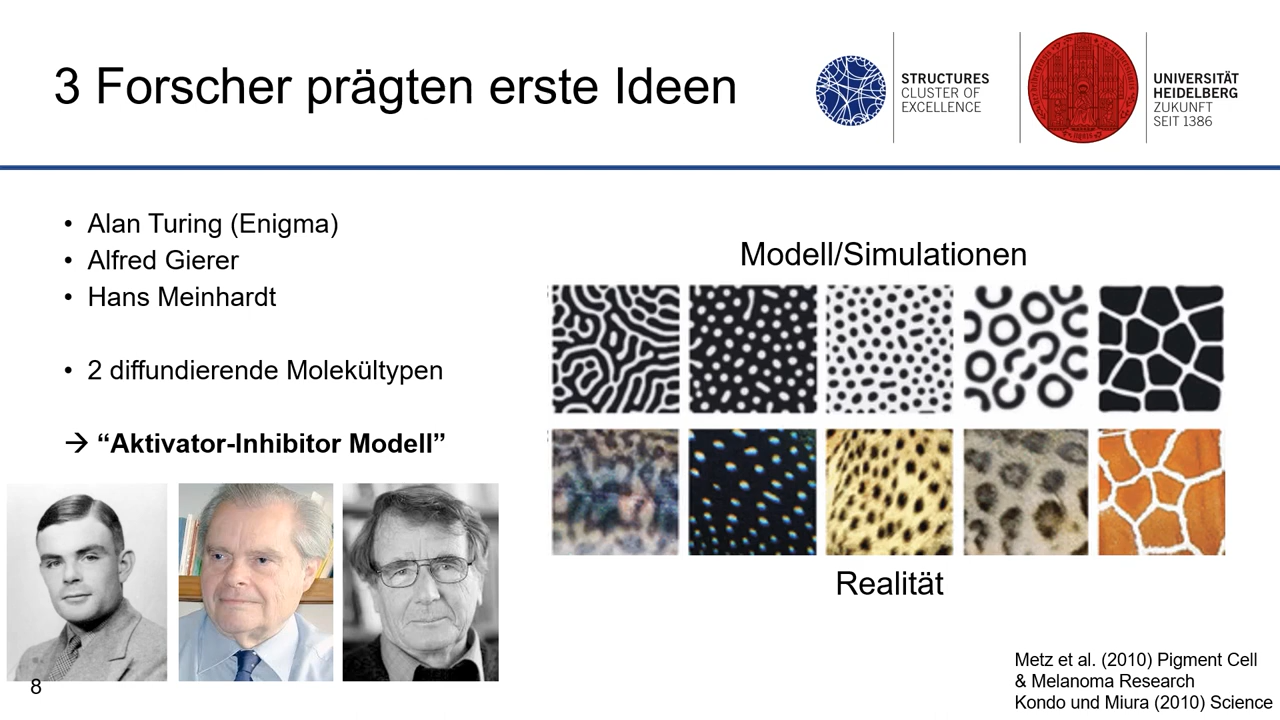 3 Forscher prägten erste Ideen
STRUCTURES
CLUSTER OF
EXCELLENCE
UNIVERSITÄT
HEIDELBERG
ZUKUNFT
SEIT 1386
• Alan Turing (Enigma)
• Alfred Gierer
• Hans Meinhardt
• 2 diffundierende Molekültypen
→ “Aktivator-Inhibitor Modell”
Modell/Simulationen
Realität
Metz et al. (2010) Pigment Cell
& Melanoma Research
Kondo und Miura (2010) Science
8